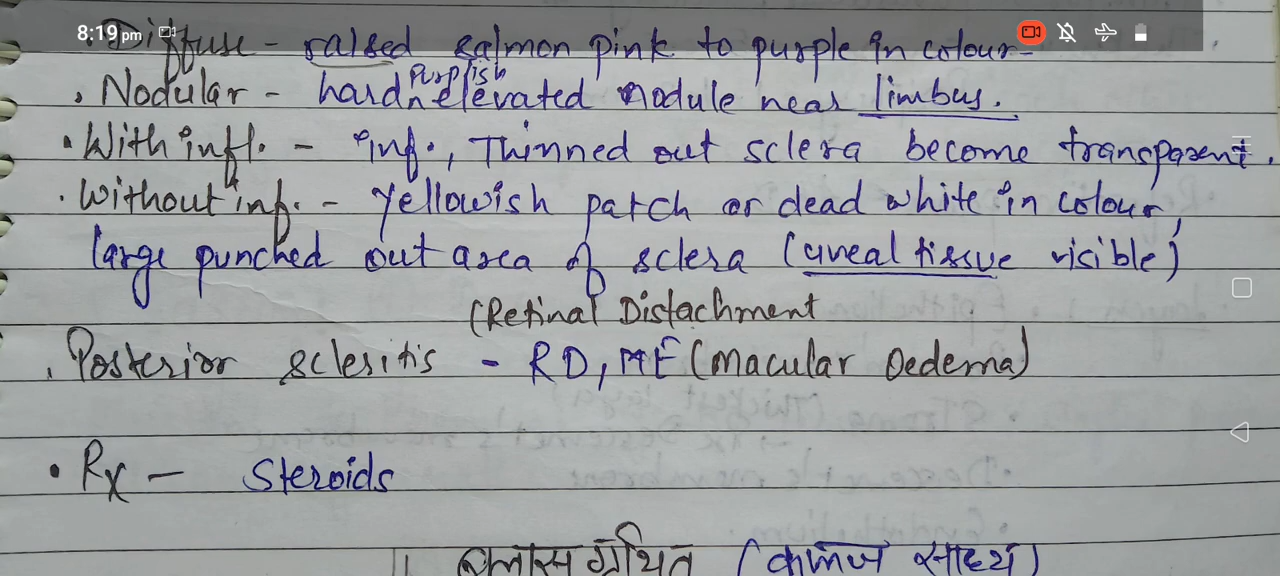 8:19 pm
. Diffuse - raised salmon pink to purple in colour-
, Nodular - hard purplish elevated nodule near limbus.
• With infl. - inf., Thinned out sclera become transparent.
. Without inf. - yellowish patch or dead white in colour,
large punched out area of sclera (uveal tissue visible)
(Retinal Distachment
. Posterior scleritis - RD, ME (Macular Oedema)
• Rx - Steroids
(कफज साध्य)